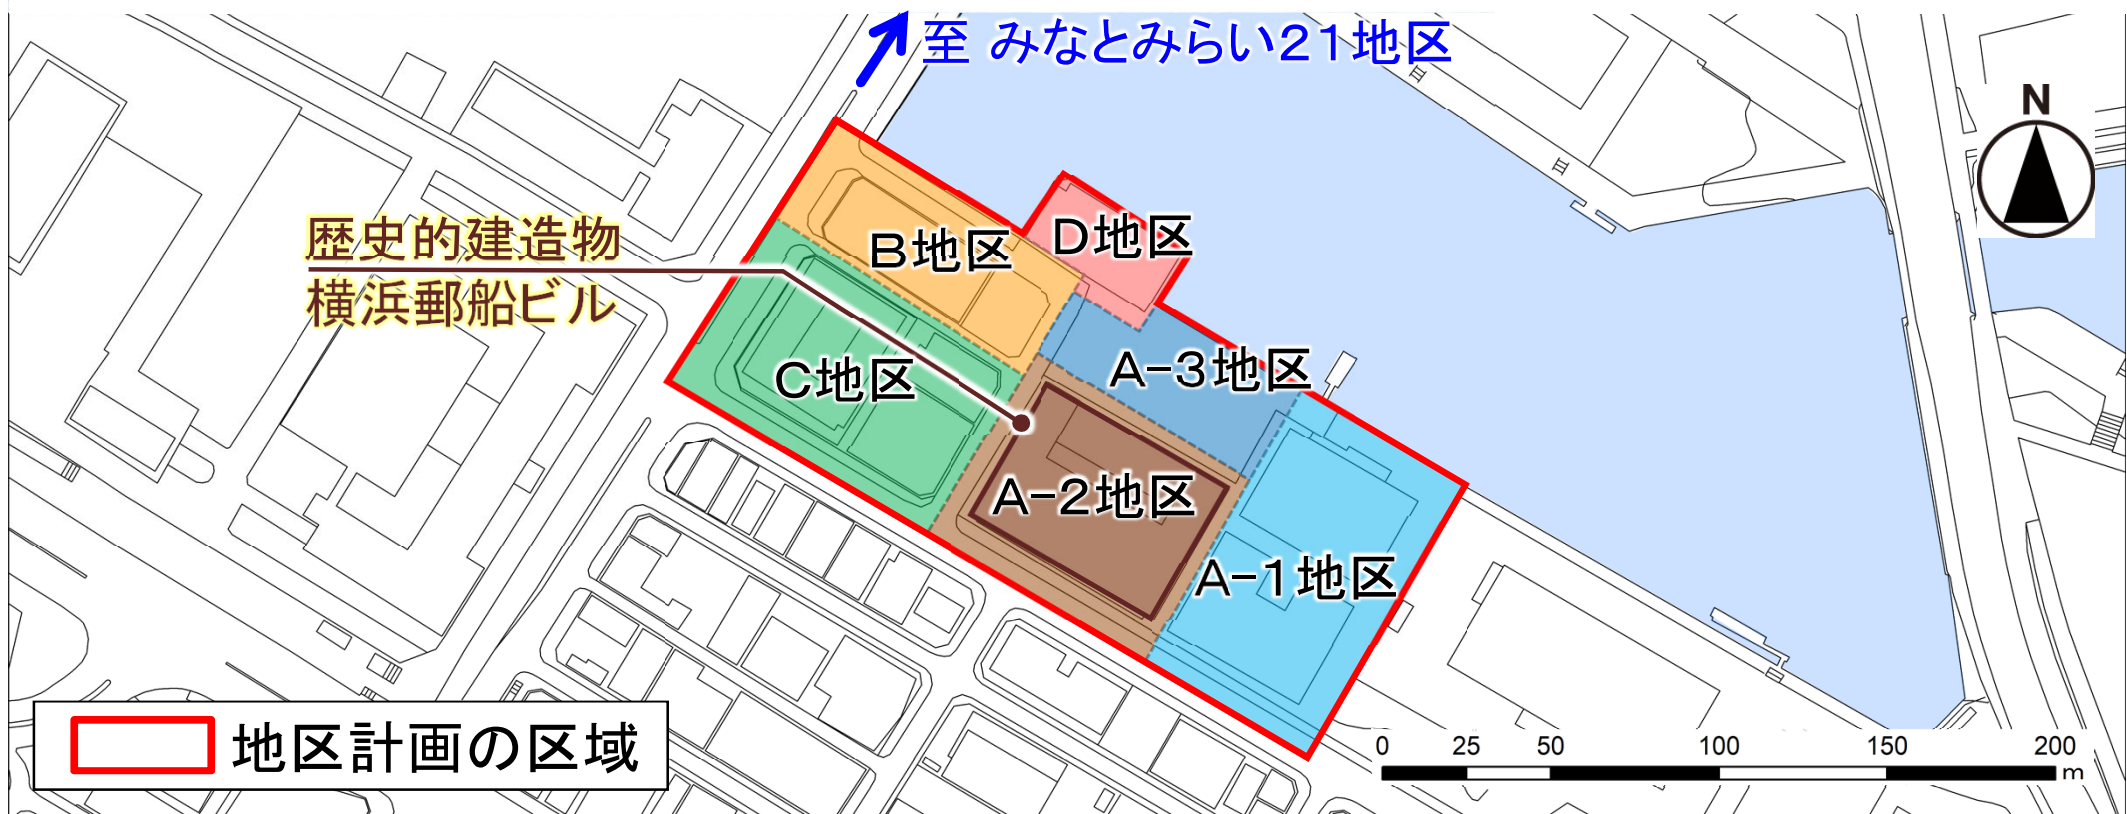 至 みなとみらい21地区
N
歴史的建造物
横浜郵船ビル
B地区
D地区
C地区
A-3地区
A-2地区
A-1地区
地区計画の区域
0 25 50 100 150 200
m